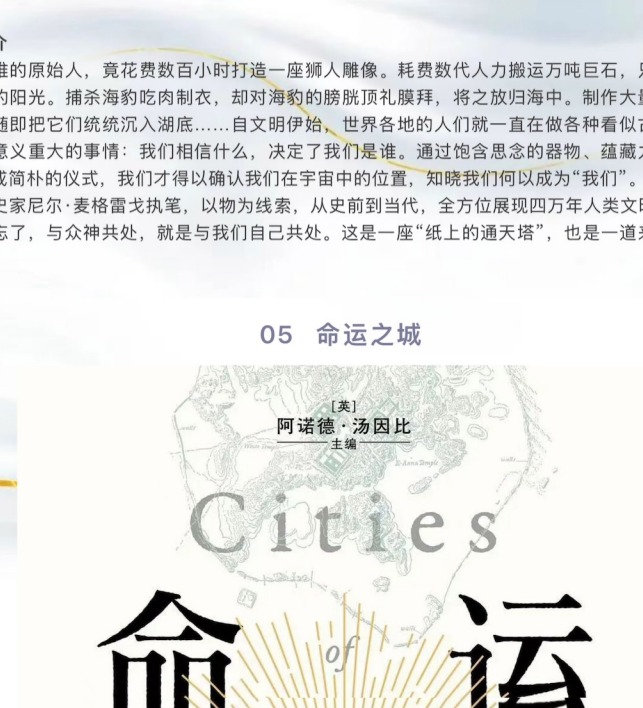 介
的原始人，竟花费数百小时打造一座狮人雕像。耗费数代人力搬运万吨巨石，
的阳光。捕杀海豹吃肉制衣，却对海豹的膀胱顶礼膜拜，将之放归海中。制作大量
随即把它们统统沉入湖底……自文明伊始，世界各地的人们就一直在做各种看似
意义重大的事情：我们相信什么，决定了我们是谁。通过饱含思念的器物、蕴藏
或简朴的仪式，我们才得以确认我们在宇宙中的位置，知晓我们何以成为“我们”。
史家尼尔·麦格雷戈执笔，以物为线索，从史前到当代，全方位展现四万年人类文明
忘了，与众神共处，就是与我们自己共处。这是一座“纸上的通天塔”，也是一道
05 命运之城
[英]
阿诺德·汤因比
主编
Cities
命运
of